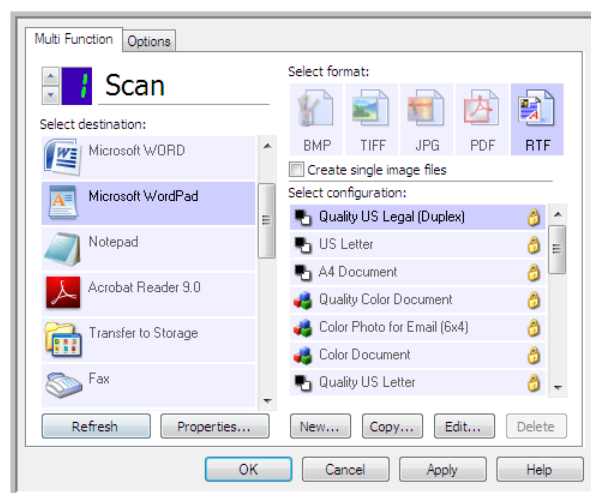 Multi Function
Options
1 Scan
Select destination:
Microsoft WORD
Microsoft WordPad
Notepad
Acrobat Reader 9.0
Transfer to Storage
Fax
Refresh
Properties...
Select format:
BMP TIFF JPG PDF RTF
Create single image files
Select configuration:
Quality US Legal (Duplex)
US Letter
A4 Document
Quality Color Document
Color Photo for Email (6x4)
Color Document
Quality US Letter
New... Copy... Edit... Delete
OK Cancel Apply Help